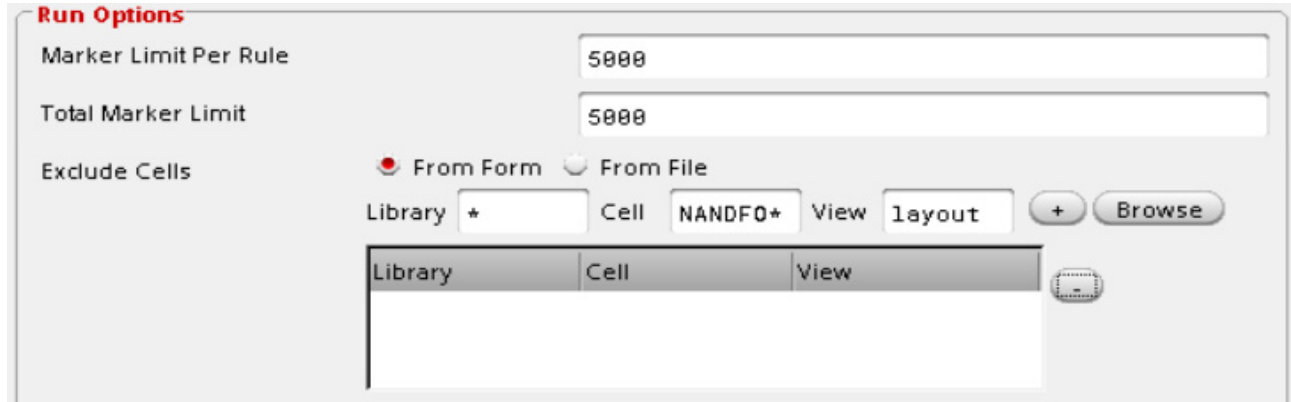 Run Options
Marker Limit Per Rule 5000
Total Marker Limit 5000
Exclude Cells From Form From File
Library * Cell NANDFO* View layout + Browse
Library Cell View
-